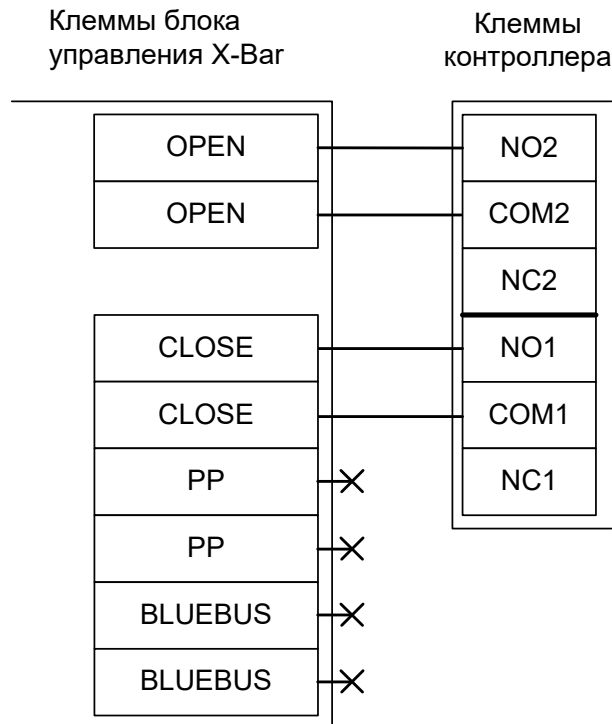 Клеммы блока
управления X-Bar
Клеммы
контроллера
OPEN
OPEN
CLOSE
CLOSE
PP
PP
BLUEBUS
BLUEBUS
NO2
COM2
NC2
NO1
COM1
NC1